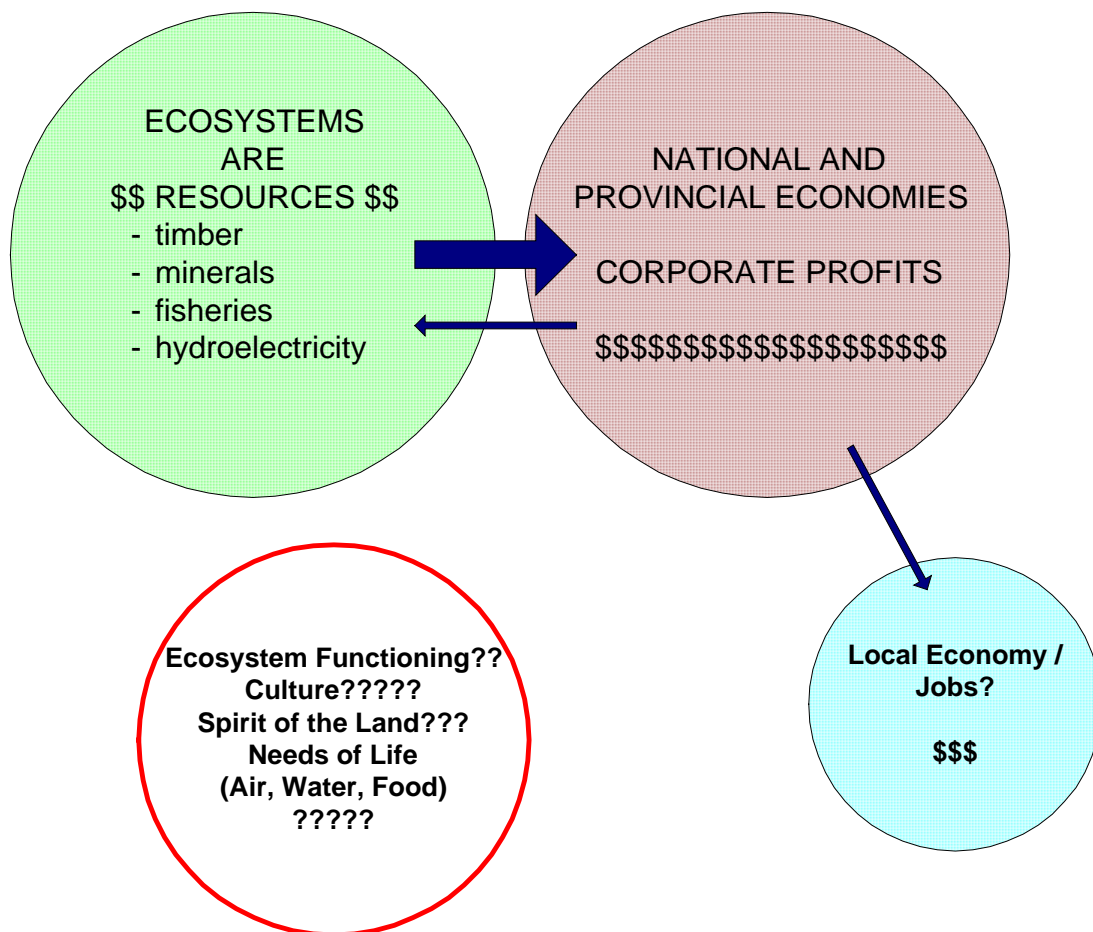 ECOSYSTEMS
ARE
$$ RESOURCES $$
- timber
- minerals
- fisheries
- hydroelectricity
NATIONAL AND
PROVINCIAL ECONOMIES
CORPORATE PROFITS
$$$$$$$$$$$$$$$$$$$$
Ecosystem Functioning??
Culture?????
Spirit of the Land???
Needs of Life
(Air, Water, Food)
?????
Local Economy /
Jobs?
$$$